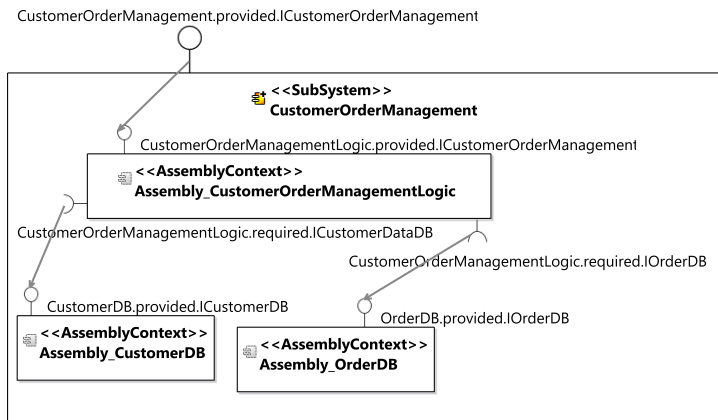 CustomerOrderManagement.provided.ICustomerOrderManagement
<<SubSystem>>
CustomerOrderManagement
CustomerOrderManagementLogic.provided.ICustomerOrderManagement
<<AssemblyContext>>
Assembly_CustomerOrderManagementLogic
CustomerOrderManagementLogic.required.ICustomerDataDB
CustomerOrderManagementLogic.required.IOrderDB
CustomerDB.provided.ICustomerDB
<<AssemblyContext>>
Assembly_CustomerDB
OrderDB.provided.IOrderDB
<<AssemblyContext>>
Assembly_OrderDB